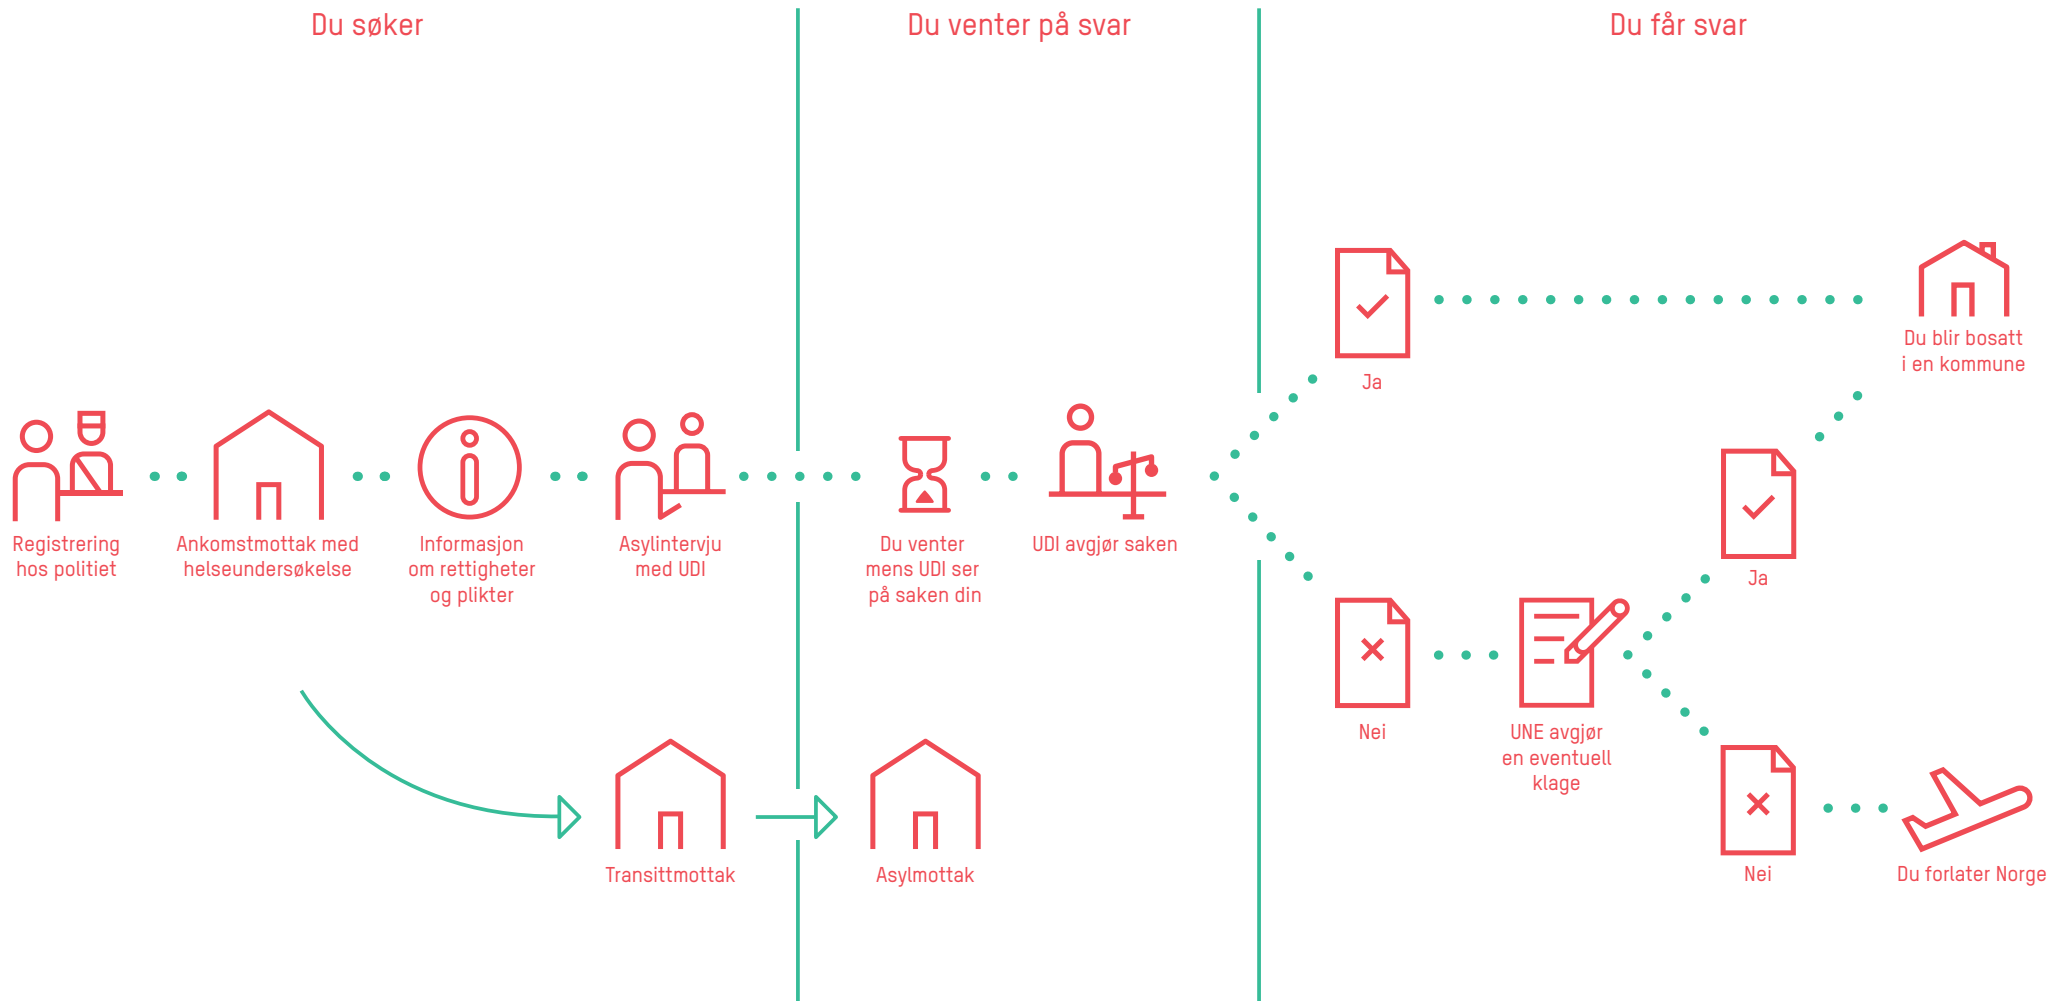 Du søker
Du venter på svar
Du får svar
Registrering
hos politiet
Ankomstmottak med
helseundersøkelse
Informasjon
om rettigheter
og plikter
Asylintervju
med UDI
Transittmottak
Du venter
mens UDI ser
på saken din
UDI avgjør saken
Asylmottak
Ja
Du blir bosatt
i en kommune
Nei
UNE avgjør
en eventuell
klage
Ja
Nei
Du forlater Norge